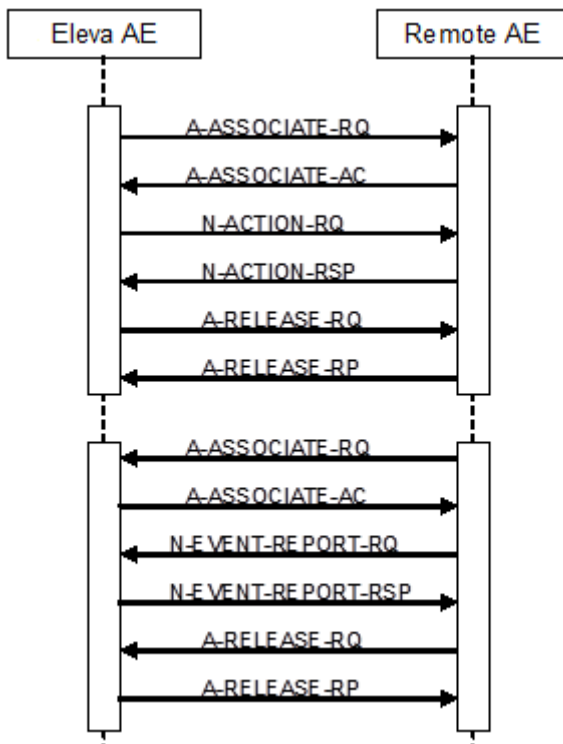 Eleva AE
Remote AE
A-ASSOCIATE-RQ
A-ASSOCIATE-AC
N-ACTION-RQ
N-ACTION-RSP
A-RELEASE-RQ
A-RELEASE-RP
A-ASSOCIATE-RQ
A-ASSOCIATE-AC
N-EVENT-REPORT-RQ
N-EVENT-REPORT-RSP
A-RELEASE-RQ
A-RELEASE-RP